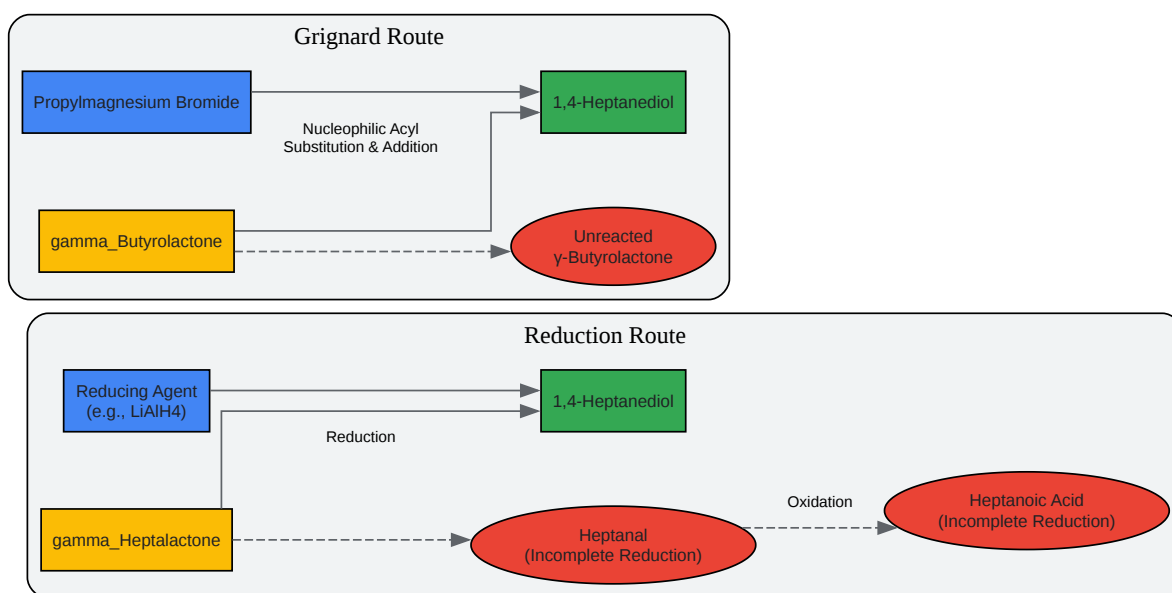 Grignard Route
Propylmagnesium Bromide
1,4-Heptanediol
Nucleophilic Acyl
Substitution & Addition
gamma_Butyrolactone
Unreacted
γ-Butyrolactone
Reduction Route
Reducing Agent
(e.g., LiAlH4)
1,4-Heptanediol
Reduction
gamma_Heptalactone
Heptanal
(Incomplete Reduction)
Oxidation
Heptanoic Acid
(Incomplete Reduction)